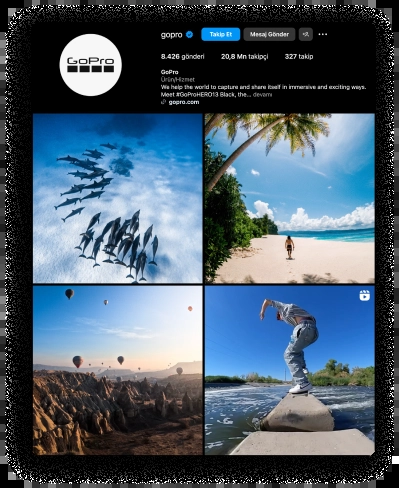 gopro Takip Et Mesaj Gönder
8.426 gönderi 20,8 Mn takipçi 327 takip
GoPro
GoPro
Ürün/Hizmet
We help the world to capture and share itself in immersive and exciting ways.
Meet #GoProHERO13 Black, the... devamı
gopro.com